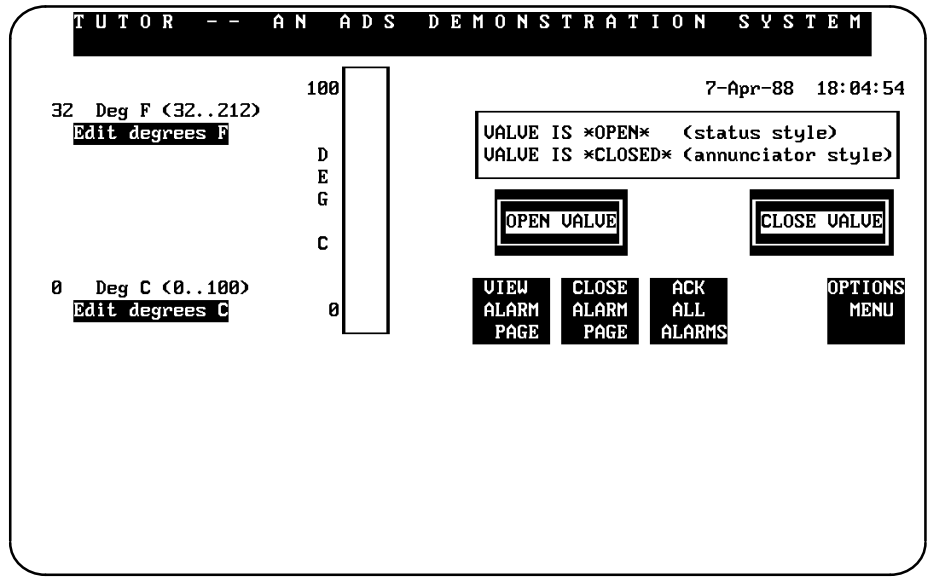 TUTOR -- AN ADS DEMONSTRATION SYSTEM
100
7-Apr-88 18:04:54
32 Deg F (32..212)
Edit degrees F
VALVE IS *OPEN* (status style)
VALVE IS *CLOSED* (annunciator style)
D
E
G
C
OPEN VALVE
CLOSE VALVE
0 Deg C (0..100)
Edit degrees C
0
VIEW
ALARM
PAGE
CLOSE
ALARM
PAGE
ACK
ALL
ALARMS
OPTIONS
MENU